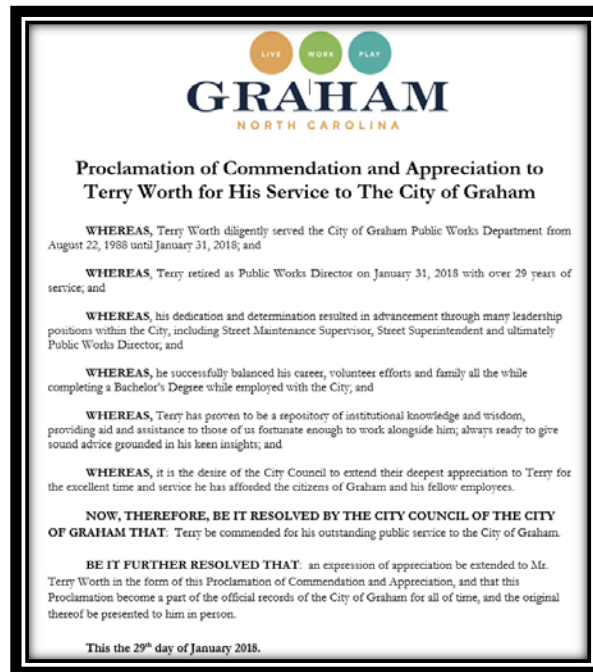 LIVE WORK PLAY
GRAHAM
NORTH CAROLINA
Proclamation of Commendation and Appreciation to
Terry Worth for His Service to The City of Graham
WHEREAS, Terry Worth diligently served the City of Graham Public Works Department from
August 22, 1988 until January 31, 2018; and
WHEREAS, Terry retired as Public Works Director on January 31, 2018 with over 29 years of
service; and
WHEREAS, his dedication and determination resulted in advancement through many leadership
positions within the City, including Street Maintenance Supervisor, Street Superintendent and ultimately
Public Works Director; and
WHEREAS, he successfully balanced his career, volunteer efforts and family all the while
completing a Bachelor's Degree while employed with the City; and
WHEREAS, Terry has proven to be a repository of institutional knowledge and wisdom,
providing aid and assistance to those of us fortunate enough to work alongside him; always ready to give
sound advice grounded in his keen insights; and
WHEREAS, it is the desire of the City Council to extend their deepest appreciation to Terry for
the excellent time and service he has afforded the citizens of Graham and his fellow employees.
NOW, THEREFORE, BE IT RESOLVED BY THE CITY COUNCIL OF THE CITY
OF GRAHAM THAT: Terry be commended for his outstanding public service to the City of Graham.
BE IT FURTHER RESOLVED THAT: an expression of appreciation be extended to Mr.
Terry Worth in the form of this Proclamation of Commendation and Appreciation, and that this
Proclamation become a part of the official records of the City of Graham for all of time, and the original
thereof be presented to him in person.
This the 29th day of January 2018.